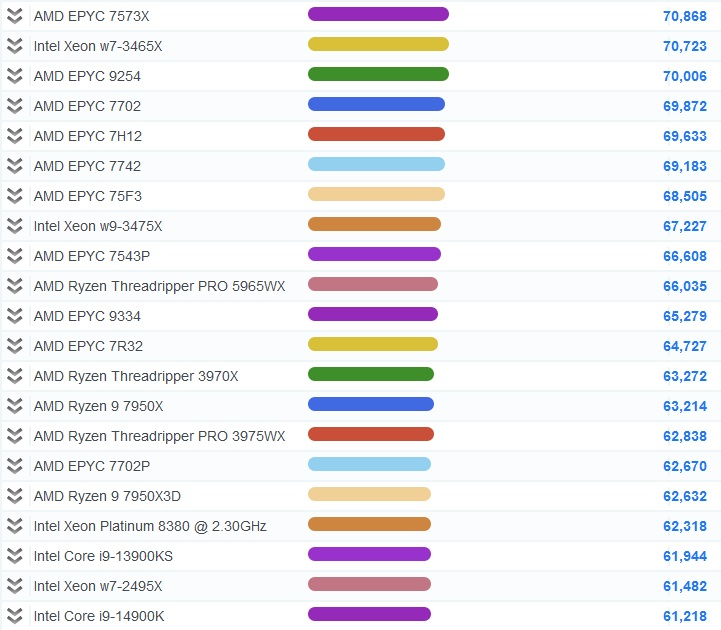 AMD EPYC 7573X 70,868
Intel Xeon w7-3465X 70,723
AMD EPYC 9254 70,006
AMD EPYC 7702 69,872
AMD EPYC 7H12 69,633
AMD EPYC 7742 69,183
AMD EPYC 75F3 68,505
Intel Xeon w9-3475X 67,227
AMD EPYC 7543P 66,608
AMD Ryzen Threadripper PRO 5965WX 66,035
AMD EPYC 9334 65,279
AMD EPYC 7R32 64,727
AMD Ryzen Threadripper 3970X 63,272
AMD Ryzen 9 7950X 63,214
AMD Ryzen Threadripper PRO 3975WX 62,838
AMD EPYC 7702P 62,670
AMD Ryzen 9 7950X3D 62,632
Intel Xeon Platinum 8380 @ 2.30GHz 62,318
Intel Core i9-13900KS 61,944
Intel Xeon w7-2495X 61,482
Intel Core i9-14900K 61,218